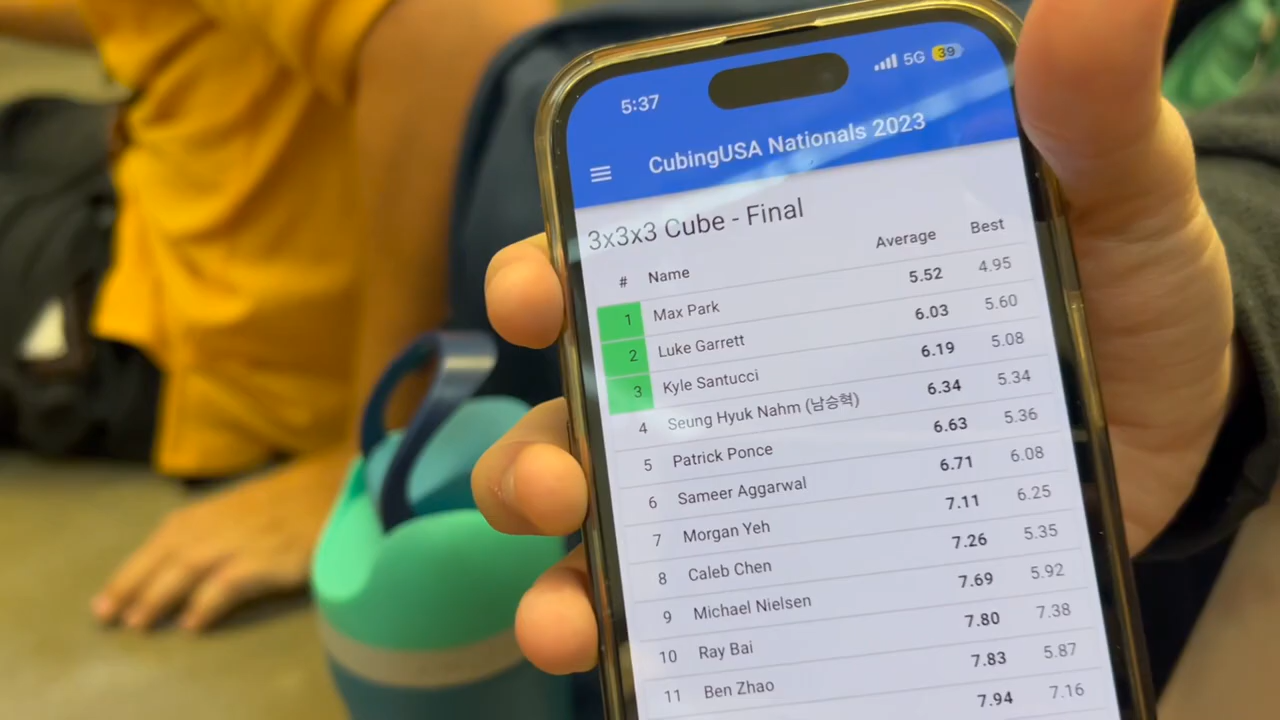 5:37 5G 39
CubingUSA Nationals 2023
3x3x3 Cube - Final
# Name Average Best
1 Max Park 5.52 4.95
2 Luke Garrett 6.03 5.60
3 Kyle Santucci 6.19 5.08
4 Seung Hyuk Nahm (남승혁) 6.34 5.34
5 Patrick Ponce 6.63 5.36
6 Sameer Aggarwal 6.71 6.08
7 Morgan Yeh 7.11 6.25
8 Caleb Chen 7.26 5.35
9 Michael Nielsen 7.69 5.92
10 Ray Bai 7.80 7.38
11 Ben Zhao 7.83 5.87
7.94 7.16